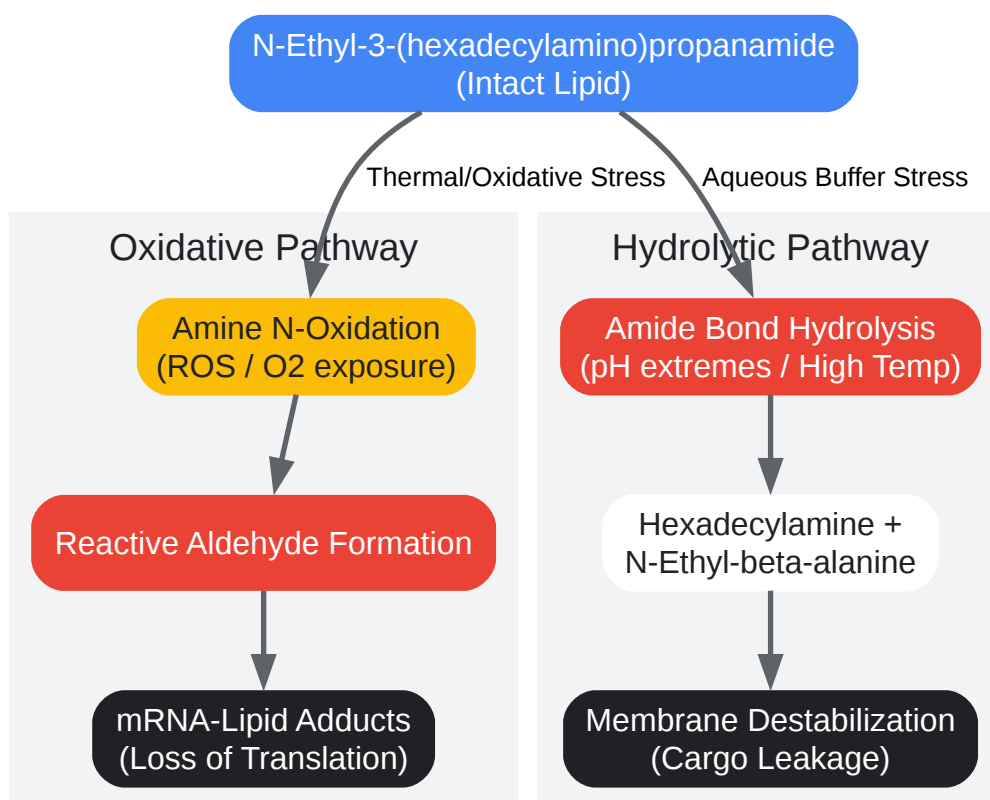 N-Ethyl-3-(hexadecylamino)propanamide
(Intact Lipid)
Thermal/Oxidative Stress
Aqueous Buffer Stress
Oxidative Pathway
Amine N-Oxidation
(ROS / O2 exposure)
Reactive Aldehyde Formation
mRNA-Lipid Adducts
(Loss of Translation)
Hydrolytic Pathway
Amide Bond Hydrolysis
(pH extremes / High Temp)
Hexadecylamine +
N-Ethyl-beta-alanine
Membrane Destabilization
(Cargo Leakage)